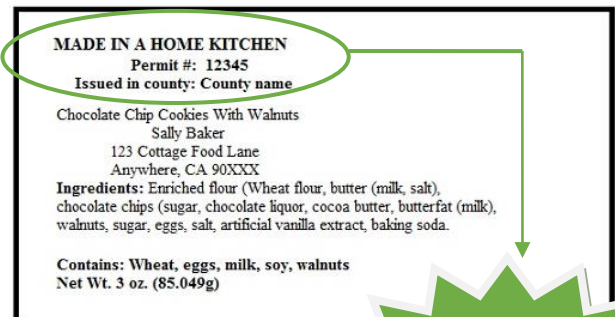 MADE IN A HOME KITCHEN
Permit #: 12345
Issued in county: County name
Chocolate Chip Cookies With Walnuts
Sally Baker
123 Cottage Food Lane
Anywhere, CA 90XXX
Ingredients: Enriched flour (Wheat flour, butter (milk, salt),
chocolate chips (sugar, chocolate liquor, cocoa butter, butterfat (milk),
walnuts, sugar, eggs, salt, artificial vanilla extract, baking soda.
Contains: Wheat, eggs, milk, soy, walnuts
Net Wt. 3 oz. (85.049g)